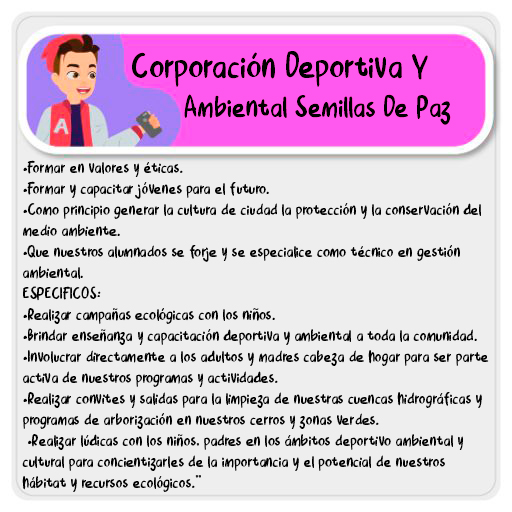 Corporación Deportiva Y
Ambiental Semillas De Paz
A
•Formar en valores y éticas.
•Formar y capacitar jóvenes para el futuro.
•Como principio generar la cultura de ciudad la protección y la conservación del
medio ambiente.
•Que nuestros alumnados se forje y se especialice como técnico en gestión
ambiental.
ESPECIFICOS:
•Realizar campañas ecológicas con los niños.
•Brindar enseñanza y capacitación deportiva y ambiental a toda la comunidad.
•Involucrar directamente a los adultos y madres cabeza de hogar para ser parte
activa de nuestros programas y actividades.
•Realizar convites y salidas para la limpieza de nuestras cuencas hidrográficas y
programas de arborización en nuestros cerros y zonas verdes.
•Realizar lúdicas con los niños, padres en los ámbitos deportivo ambiental y
cultural para concientizarles de la importancia y el potencial de nuestros
hábitat y recursos ecológicos.”